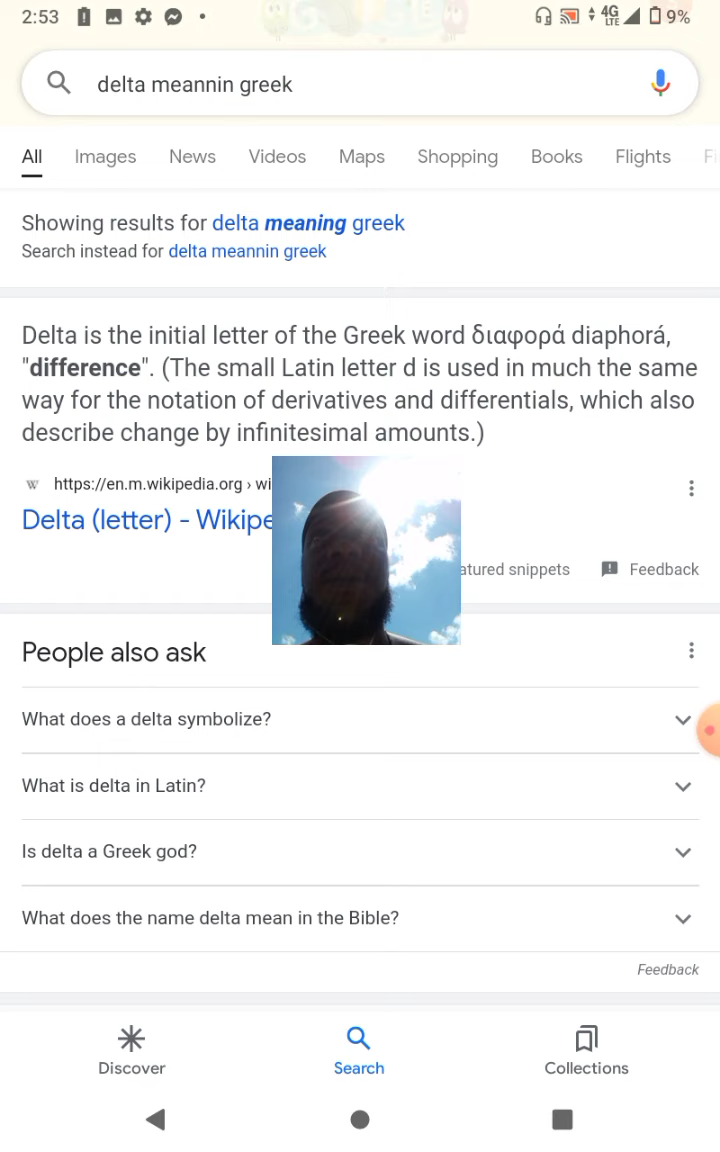 2:53
4G
LTE
9%
delta meannin greek
All Images News Videos Maps Shopping Books Flights
Showing results for delta meaning greek
Search instead for delta meannin greek
Delta is the initial letter of the Greek word διαφορά diaphorá,
"difference". (The small Latin letter d is used in much the same
way for the notation of derivatives and differentials, which also
describe change by infinitesimal amounts.)
W https://en.m.wikipedia.org › wi
Delta (letter) - Wikipe
atured snippets Feedback
People also ask
What does a delta symbolize?
What is delta in Latin?
Is delta a Greek god?
What does the name delta mean in the Bible?
Feedback
Discover Search Collections